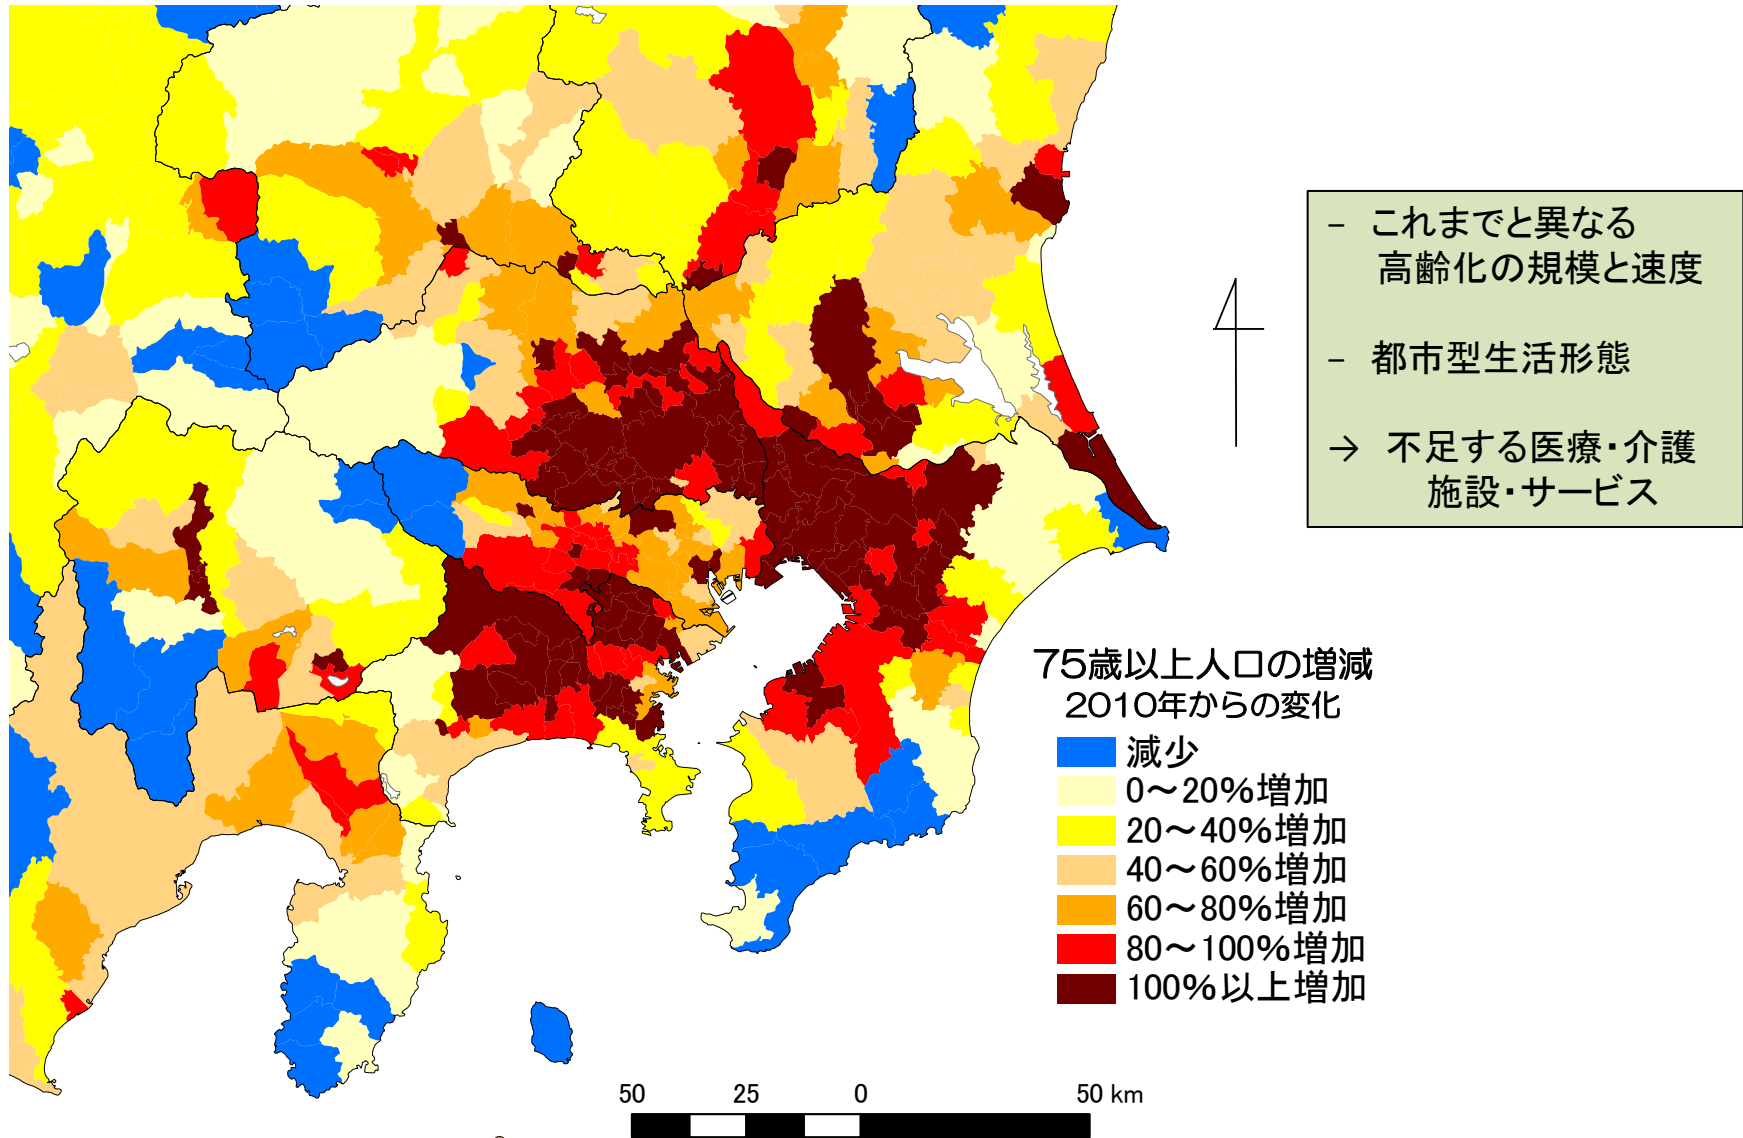 − これまでと異なる
高齢化の規模と速度
− 都市型生活形態
→ 不足する医療・介護
施設・サービス
75歳以上人口の増減
2010年からの変化
減少
0～20%増加
20～40%増加
40～60%増加
60～80%増加
80～100%増加
100%以上増加
50 25 0 50 km